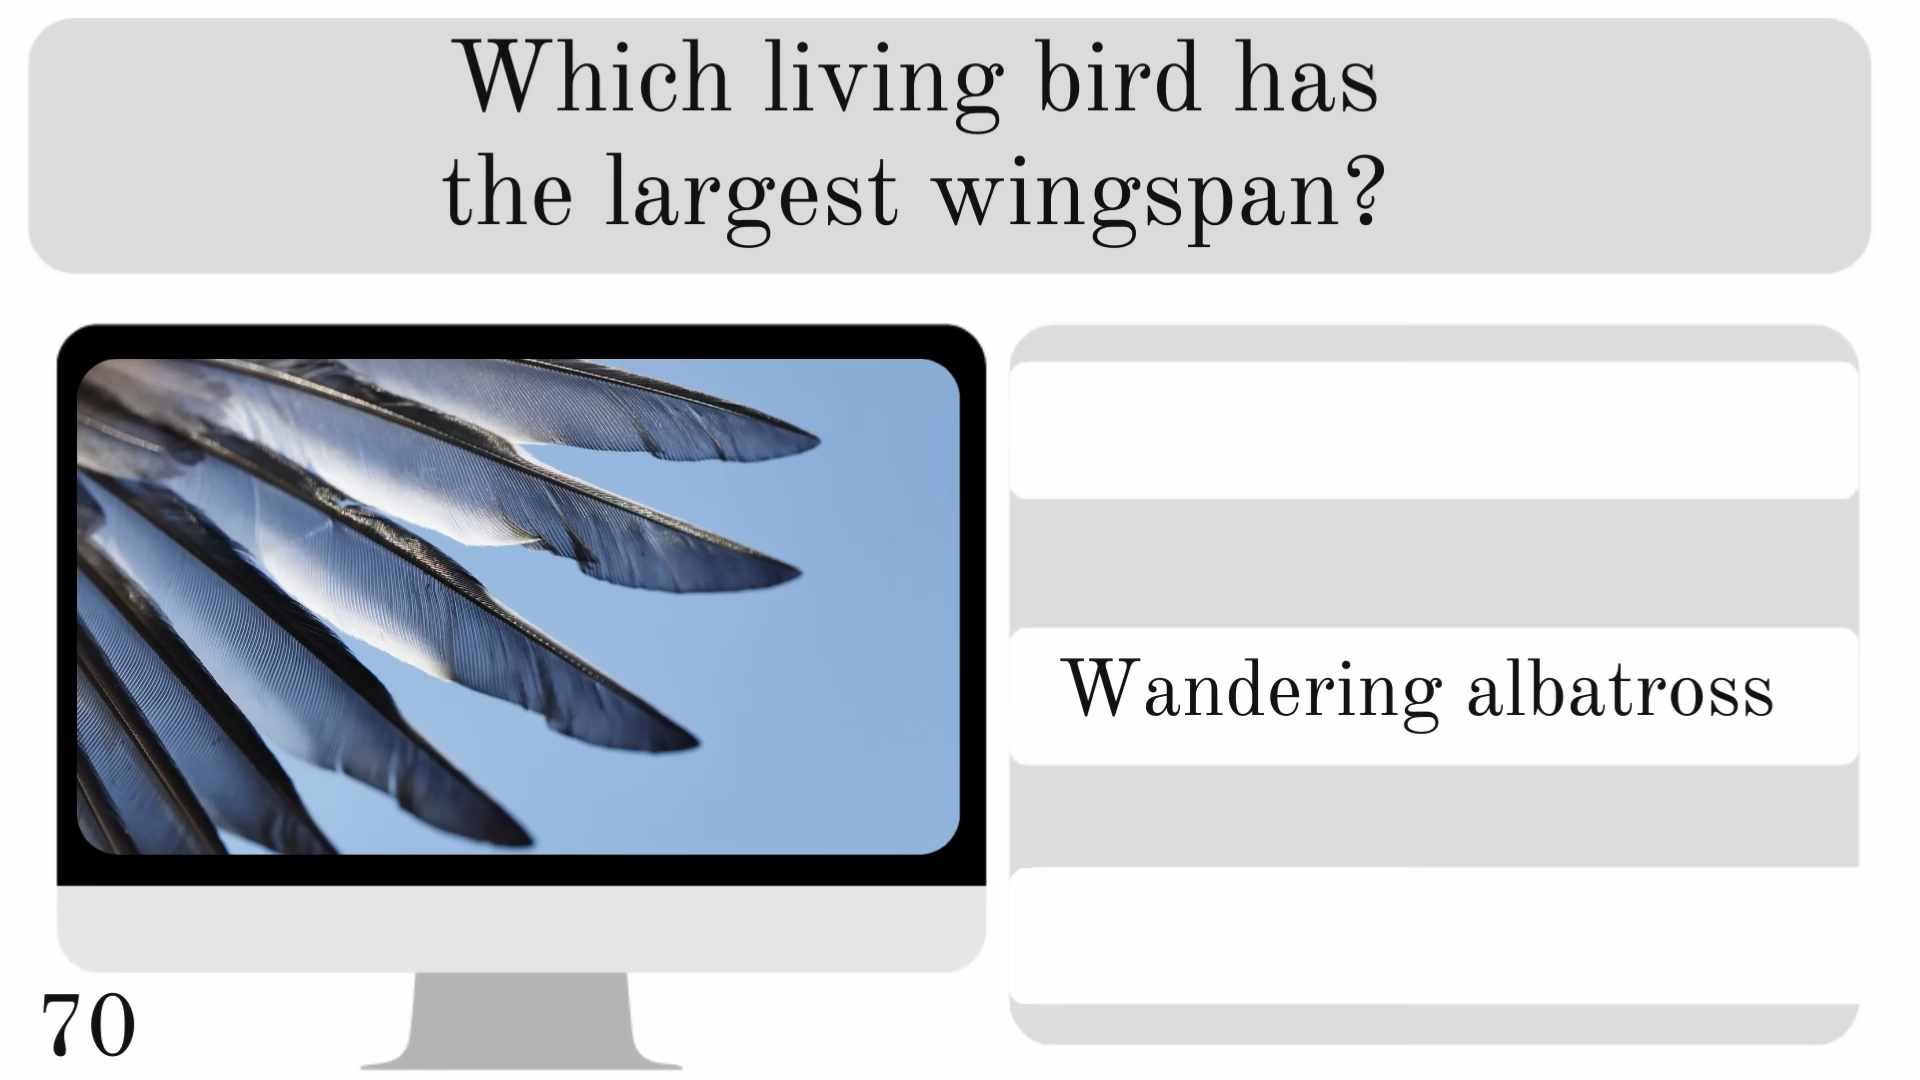 Which living bird has
the largest wingspan?
Wandering albatross
70